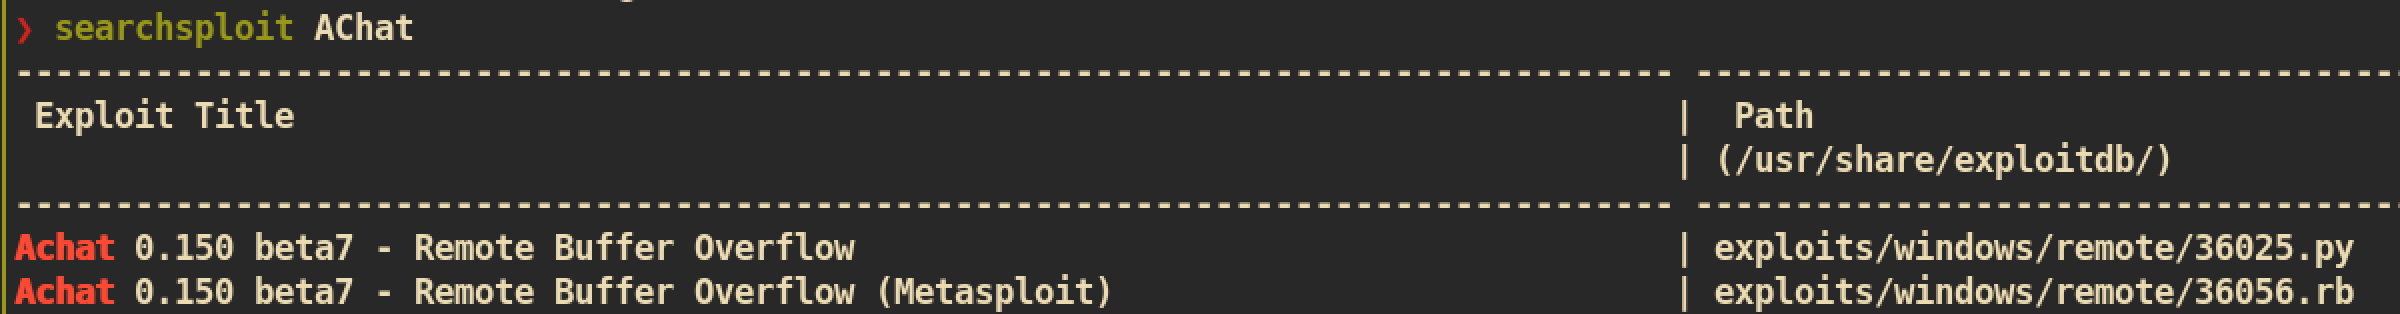 ❯ searchsploit AChat
----------------------------------------------------------------------------------- -----------------------------------
 Exploit Title                                                                     |  Path
                                                                                   | (/usr/share/exploitdb/)
----------------------------------------------------------------------------------- -----------------------------------
Achat 0.150 beta7 - Remote Buffer Overflow                                         | exploits/windows/remote/36025.py
Achat 0.150 beta7 - Remote Buffer Overflow (Metasploit)                            | exploits/windows/remote/36056.rb